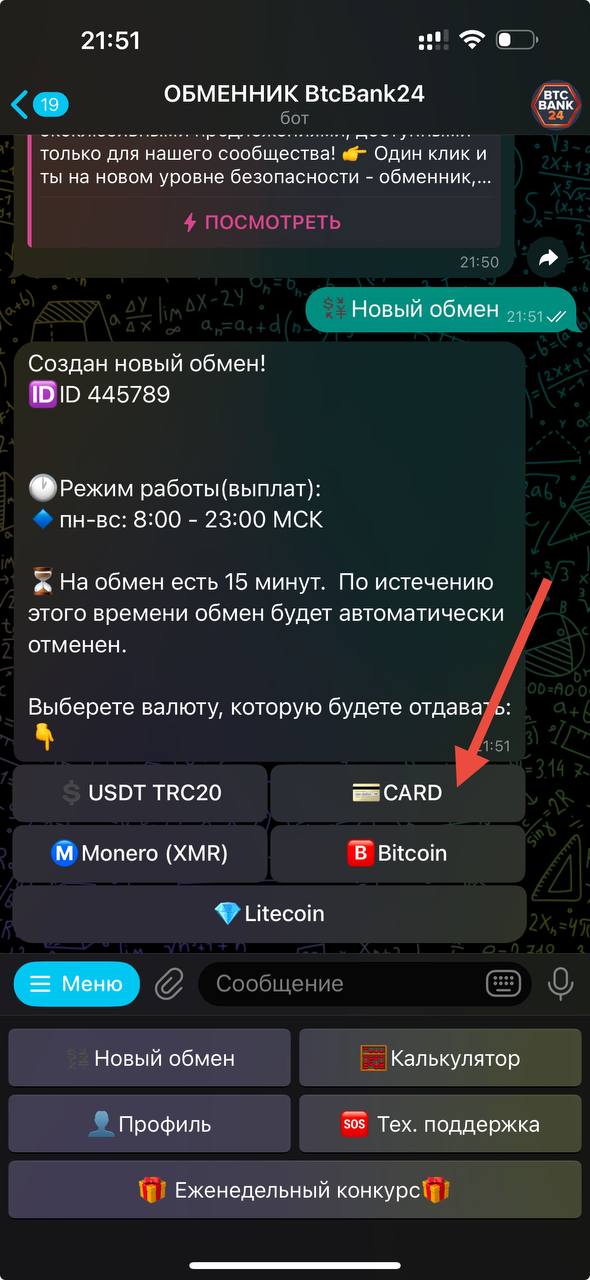 21:51
19
ОБМЕННИК BtcBank24
бот
BTC
BANK
24
только для нашего сообщества! 👉 Один клик и
ты на новом уровне безопасности - обменник,...
ПОСМОТРЕТЬ
21:50
Новый обмен 21:51
Создан новый обмен!
🆔ID 445789
🕐Режим работы(выплат):
🔹пн-вс: 8:00 - 23:00 МСК
⏳На обмен есть 15 минут.  По истечению
этого времени обмен будет автоматически
отменен.
Выберете валюту, которую будете отдавать:
👇
21:51
💲 USDT TRC20
💳CARD
Ⓜ️Monero (XMR)
🅱️Bitcoin
💎Litecoin
Меню
Сообщение
Новый обмен
🧮Калькулятор
👤Профиль
🆘 Тех. поддержка
🎁 Еженедельный конкурс🎁